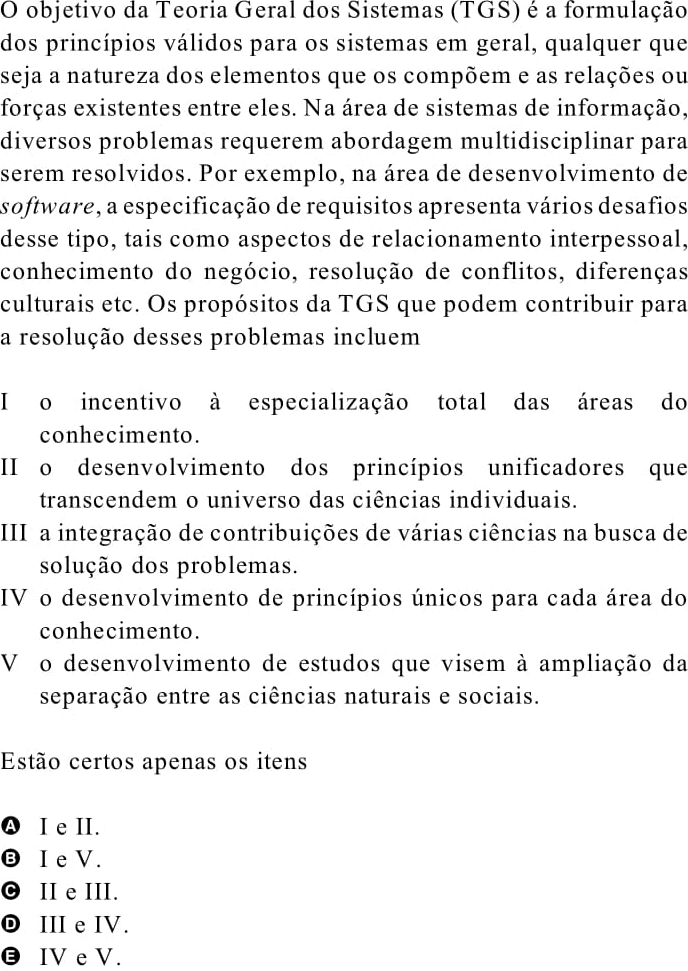 O objetivo da Teoria Geral dos Sistemas (TGS) é a formulação
dos princípios válidos para os sistemas em geral, qualquer que
seja a natureza dos elementos que os compõem e as relações ou
forças existentes entre eles. Na área de sistemas de informação,
diversos problemas requerem abordagem multidisciplinar para
serem resolvidos. Por exemplo, na área de desenvolvimento de
software, a especificação de requisitos apresenta vários desafios
desse tipo, tais como aspectos de relacionamento interpessoal,
conhecimento do negócio, resolução de conflitos, diferenças
culturais etc. Os propósitos da TGS que podem contribuir para
a resolução desses problemas incluem
I o incentivo à especialização total das áreas do
conhecimento.
II o desenvolvimento dos princípios unificadores que
transcendem o universo das ciências individuais.
III a integração de contribuições de várias ciências na busca de
solução dos problemas.
IV o desenvolvimento de princípios únicos para cada área do
conhecimento.
V o desenvolvimento de estudos que visem à ampliação da
separação entre as ciências naturais e sociais.
Estão certos apenas os itens
A I e II.
B I e V.
C II e III.
D III e IV.
E IV e V.